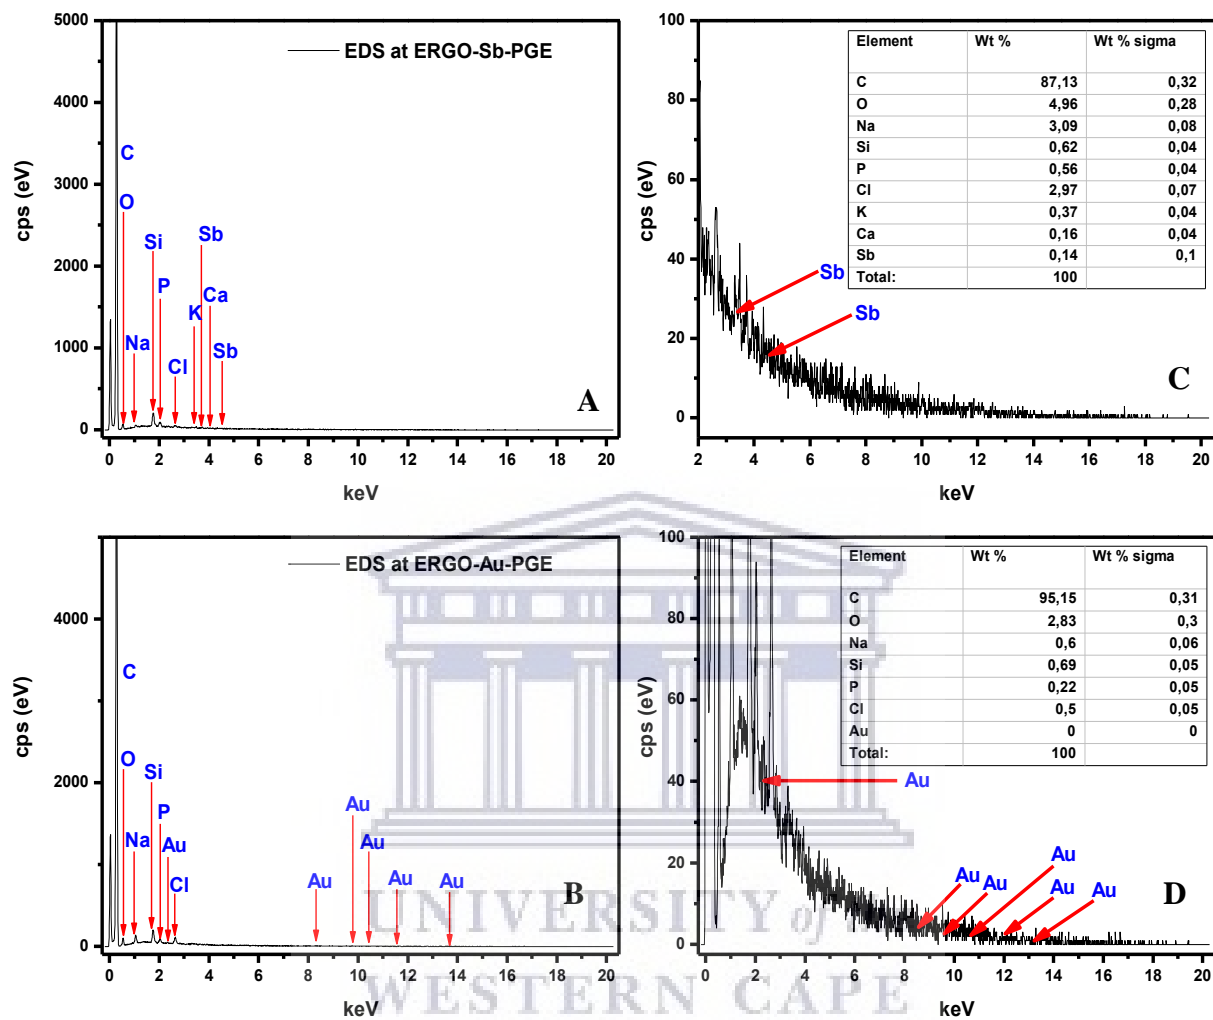 5000
4000
3000
2000
1000
0
cps (eV)
EDS at ERGO-Sb-PGE
C
O
Na
Si
P
Cl
K
Sb
Ca
Sb
A
0 2 4 6 8 10 12 14 16 18 20
keV
100
80
60
40
20
0
cps (eV)
Element Wt % Wt % sigma
C 87,13 0,32
O 4,96 0,28
Na 3,09 0,08
Si 0,62 0,04
P 0,56 0,04
Cl 2,97 0,07
K 0,37 0,04
Ca 0,16 0,04
Sb 0,14 0,1
Total: 100
Sb
Sb
C
2 4 6 8 10 12 14 16 18 20
keV
4000
2000
0
cps (eV)
EDS at ERGO-Au-PGE
C
O
Na
Si
P
Au
Cl
Au
Au
Au
Au
Au
B
0 2 4 6 8 10 12 14 16 18 20
keV
100
80
60
40
20
0
cps (eV)
Element Wt % Wt % sigma
C 95,15 0,31
O 2,83 0,3
Na 0,6 0,06
Si 0,69 0,05
P 0,22 0,05
Cl 0,5 0,05
Au 0 0
Total: 100
Au
Au
Au
Au
Au
Au
D
0 2 4 6 8 10 12 14 16 18 20
keV
UNIVERSITY of the
WESTERN CAPE